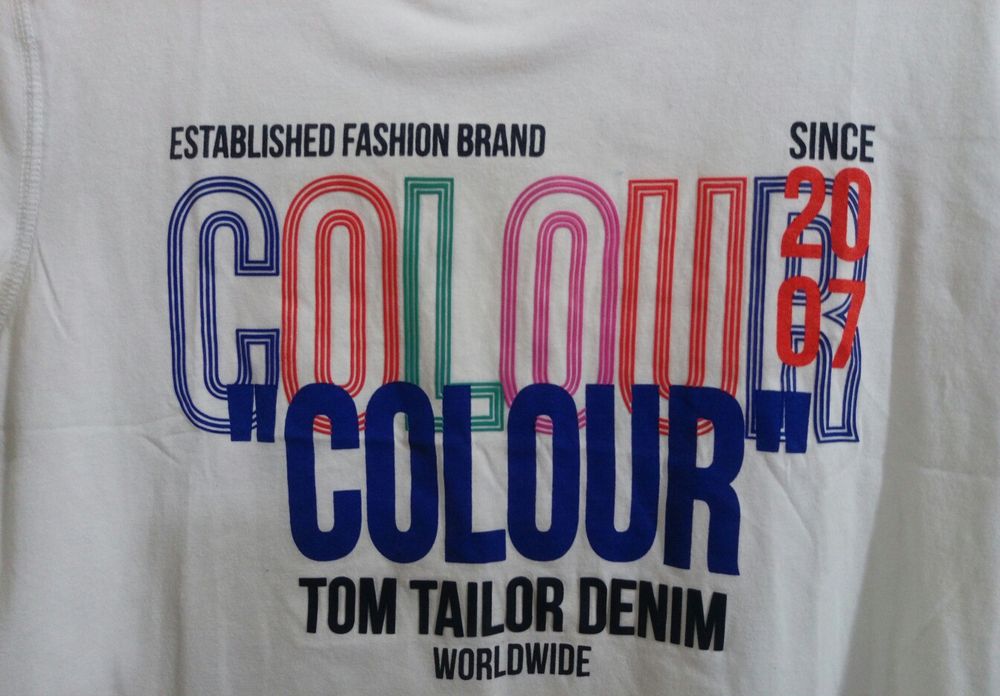 ESTABLISHED FASHION BRAND SINCE
COLOUR
20
07
"COLOUR"
TOM TAILOR DENIM
WORLDWIDE